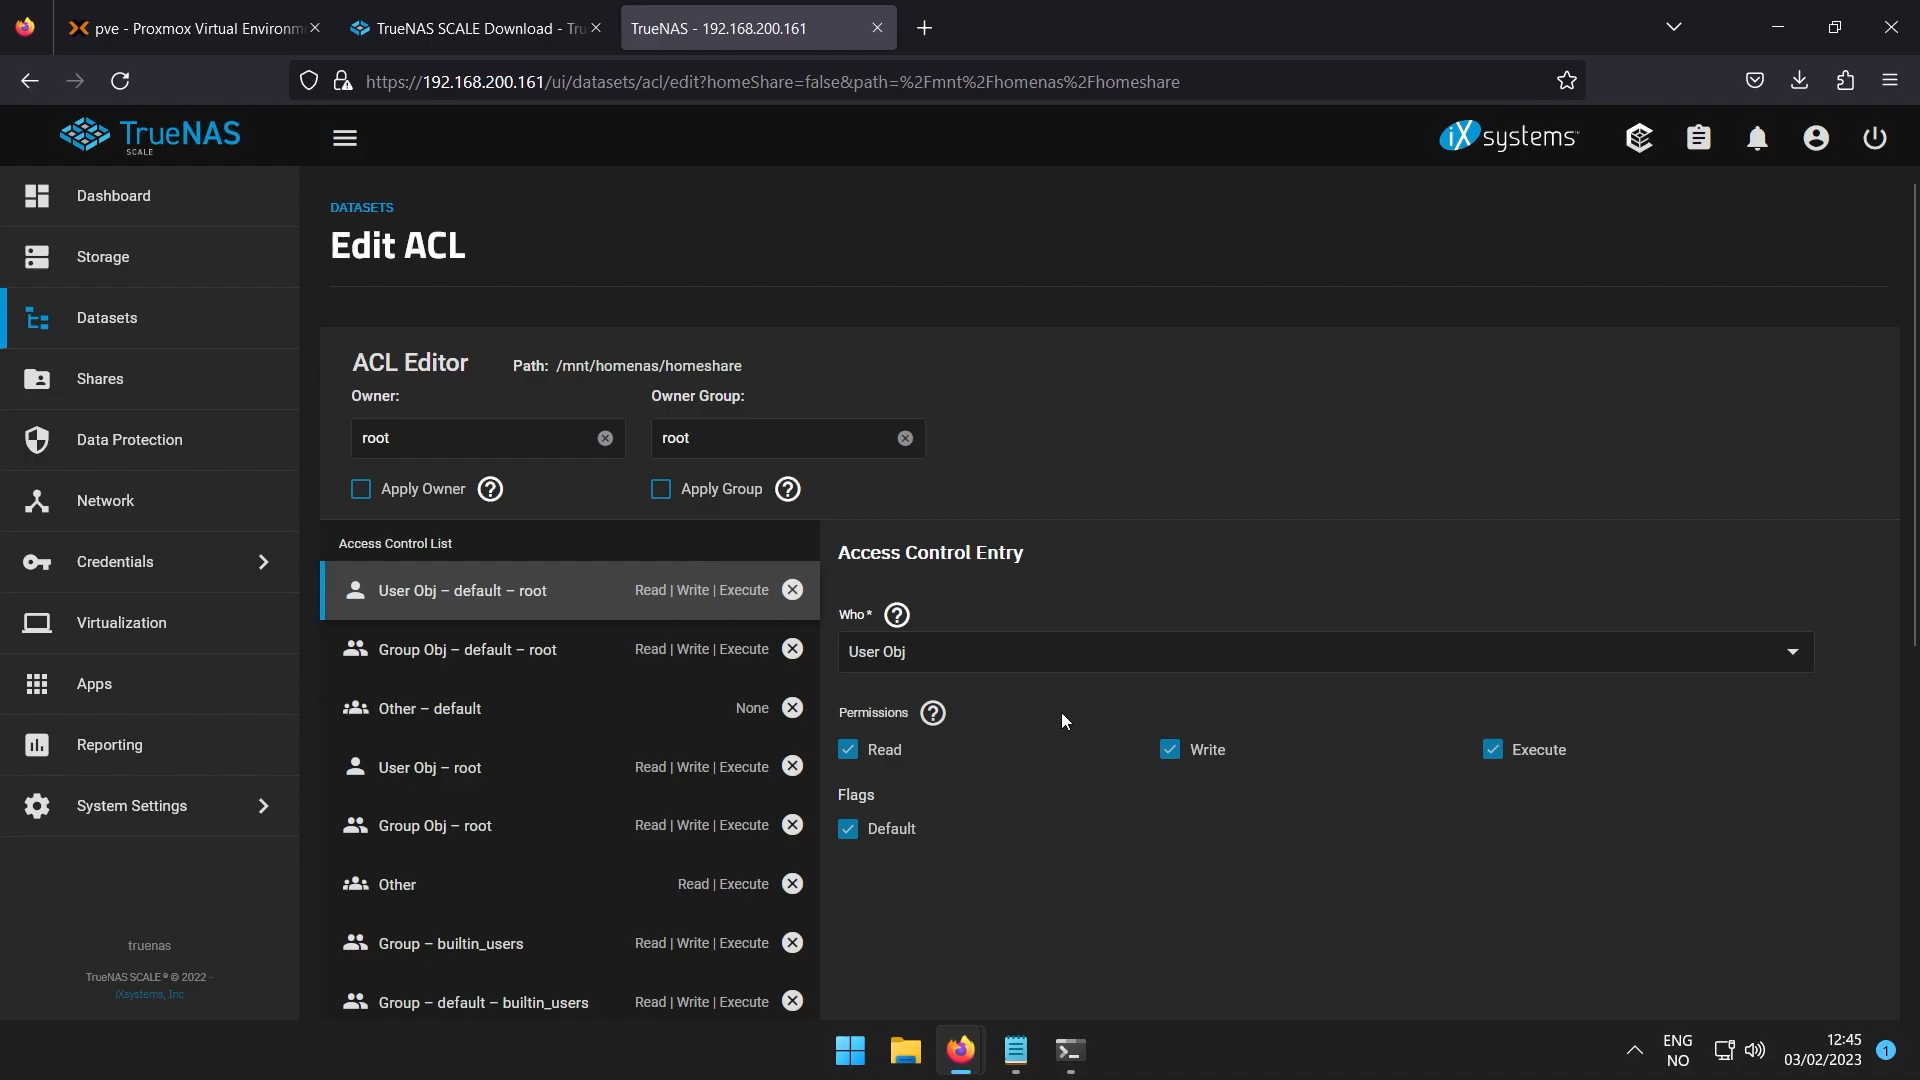 pve - Proxmox Virtual Environm
TrueNAS SCALE Download - Tru
TrueNAS - 192.168.200.161
https://192.168.200.161/ui/datasets/acl/edit?homeShare=false&path=%2Fmnt%2Fhomenas%2Fhomeshare
TrueNAS
SCALE
iXsystems
Dashboard
Storage
Datasets
Shares
Data Protection
Network
Credentials
Virtualization
Apps
Reporting
System Settings
truenas
TrueNAS SCALE ® © 2022 -
iXsystems, Inc
DATASETS
Edit ACL
ACL Editor
Path: /mnt/homenas/homeshare
Owner:
Owner Group:
root
root
Apply Owner
Apply Group
Access Control List
User Obj – default – root Read | Write | Execute
Group Obj – default – root Read | Write | Execute
Other – default None
User Obj – root Read | Write | Execute
Group Obj – root Read | Write | Execute
Other Read | Execute
Group – builtin_users Read | Write | Execute
Group – default – builtin_users Read | Write | Execute
Access Control Entry
Who*
User Obj
Permissions
Read
Write
Execute
Flags
Default
ENG
NO
12:45
03/02/2023
1